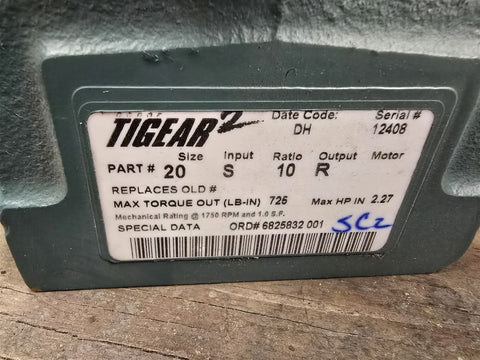 TIGEAR 2 Date Code: Serial #
DH 12408
Size Input Ratio Output Motor
PART # 20 S 10 R
REPLACES OLD #
MAX TORQUE OUT (LB-IN) 725 Max HP IN 2.27
Mechanical Rating @ 1750 RPM and 1.0 S.F.
SPECIAL DATA ORD# 6825832 001